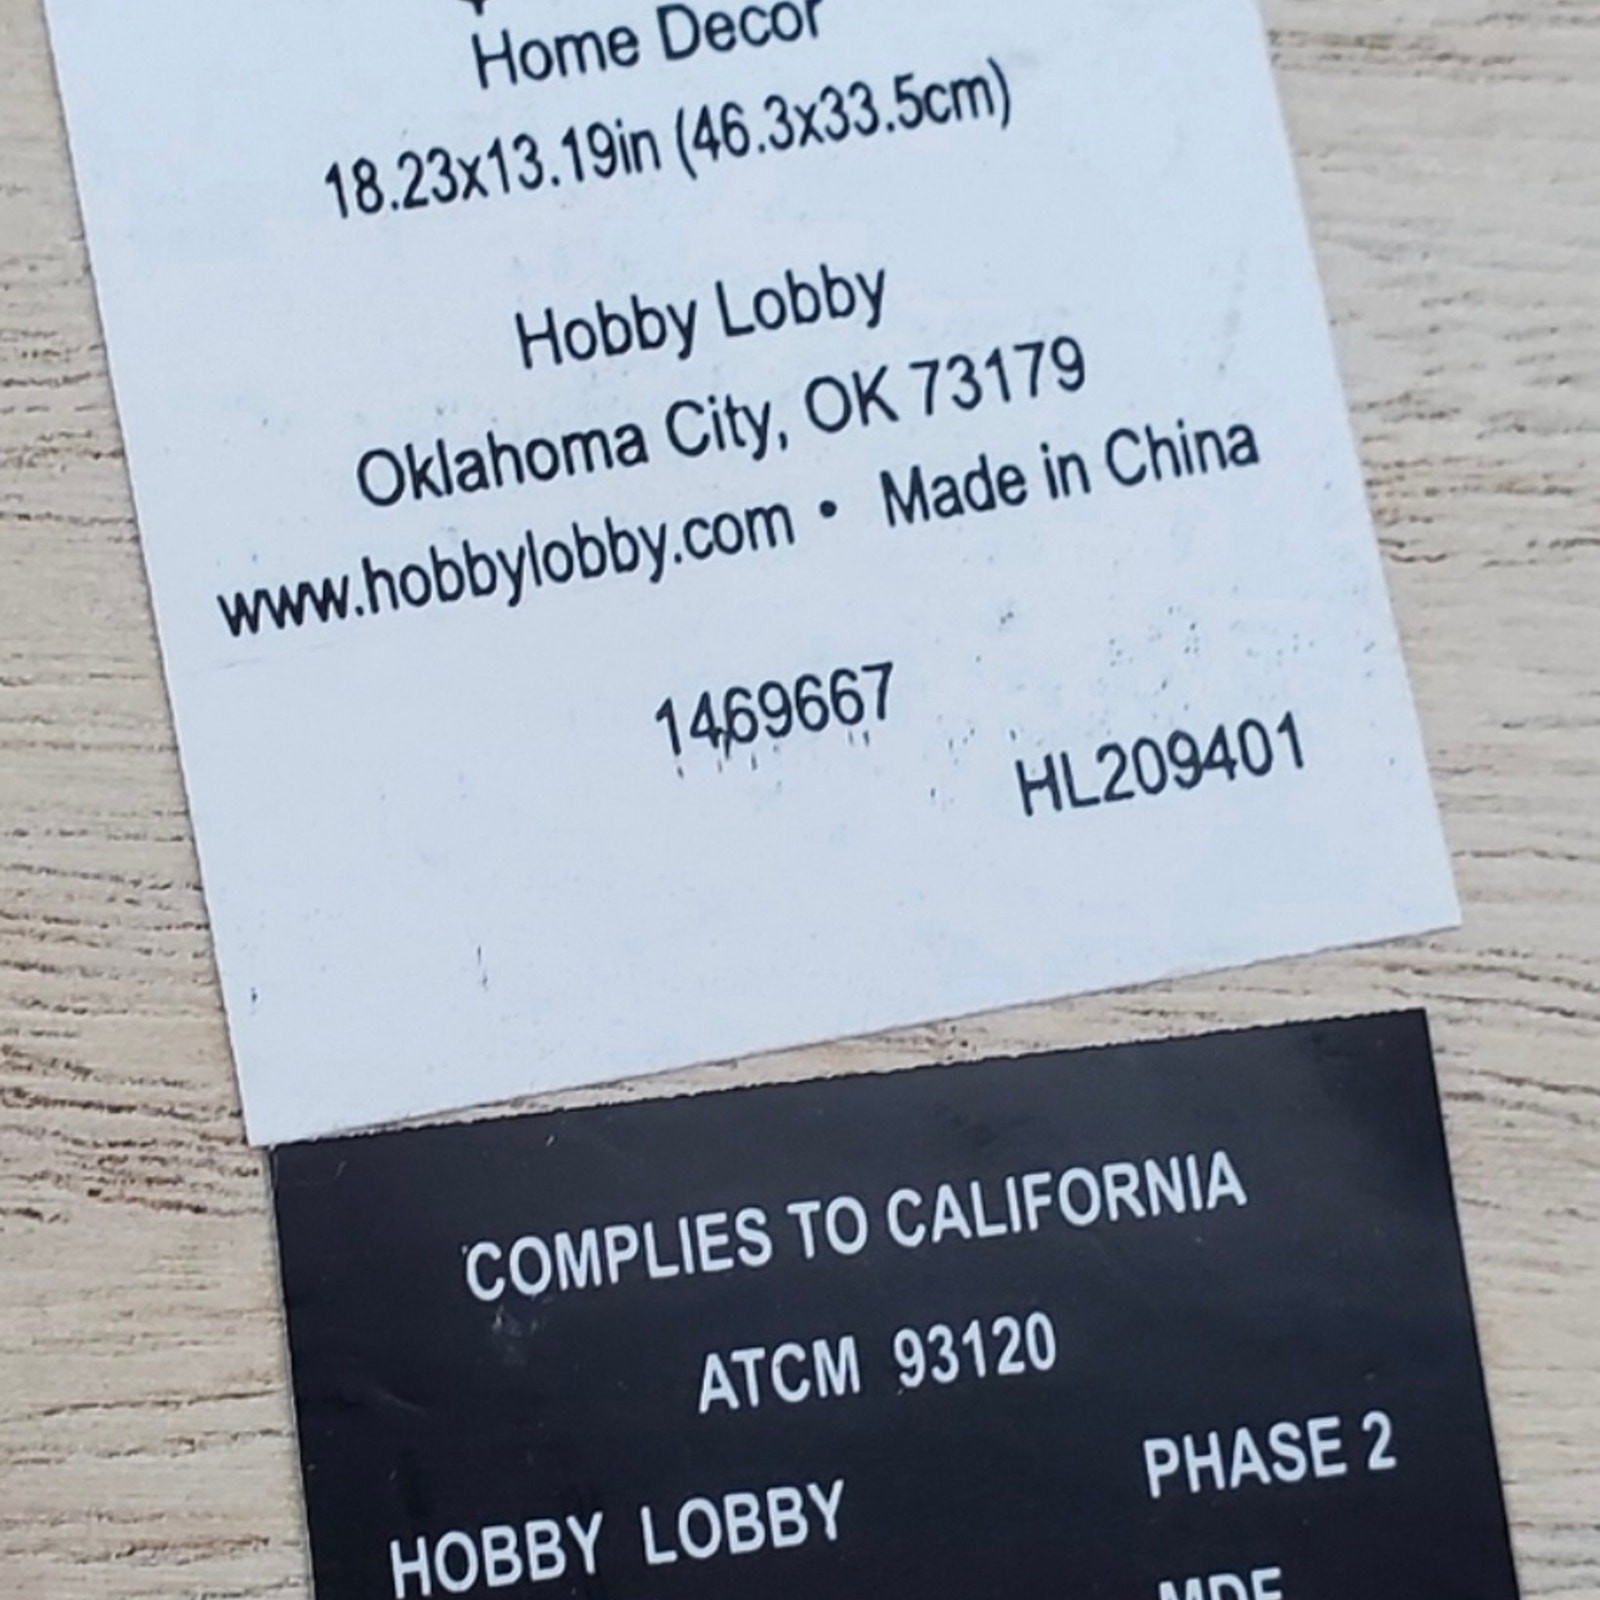 Home Decor
18.23x13.19in (46.3x33.5cm)
Hobby Lobby
Oklahoma City, OK 73179
www.hobbylobby.com • Made in China
1469667
HL209401
COMPLIES TO CALIFORNIA
ATCM 93120
PHASE 2
HOBBY LOBBY
MDF